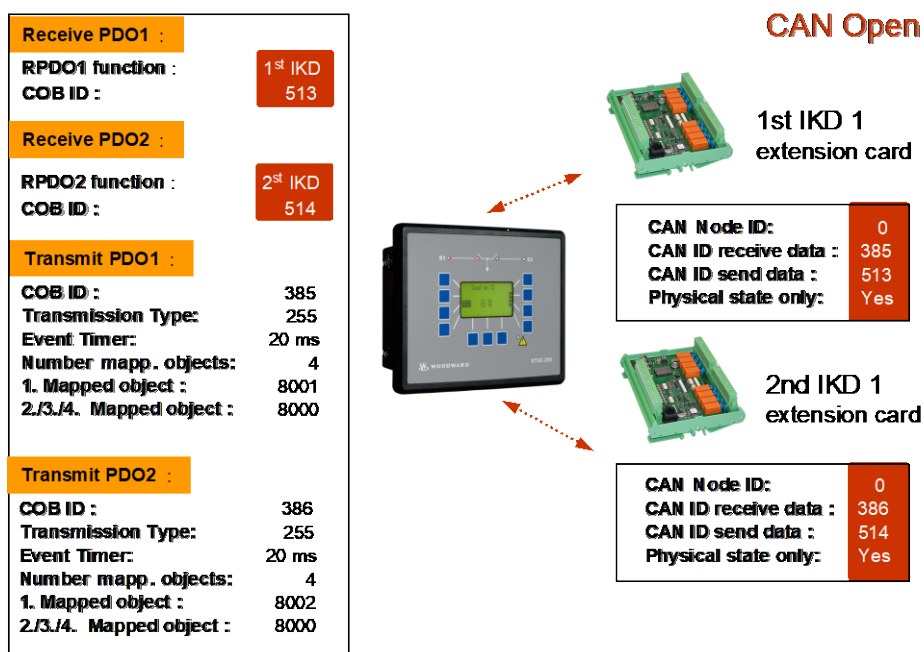 CAN Open
Receive PDO1 :
RPDO1 function : 1st IKD
COB ID : 513
Receive PDO2 :
RPDO2 function : 2st IKD
COB ID : 514
Transmit PDO1 :
COB ID : 385
Transmission Type: 255
Event Timer: 20 ms
Number mapp. objects: 4
1. Mapped object : 8001
2./3./4. Mapped object : 8000
Transmit PDO2 :
COB ID : 386
Transmission Type: 255
Event Timer: 20 ms
Number mapp. objects: 4
1. Mapped object : 8002
2./3./4. Mapped object : 8000
WOODWARD
1st IKD 1
extension card
CAN Node ID: 0
CAN ID receive data : 385
CAN ID send data : 513
Physical state only: Yes
2nd IKD 1
extension card
CAN Node ID: 0
CAN ID receive data : 386
CAN ID send data : 514
Physical state only: Yes